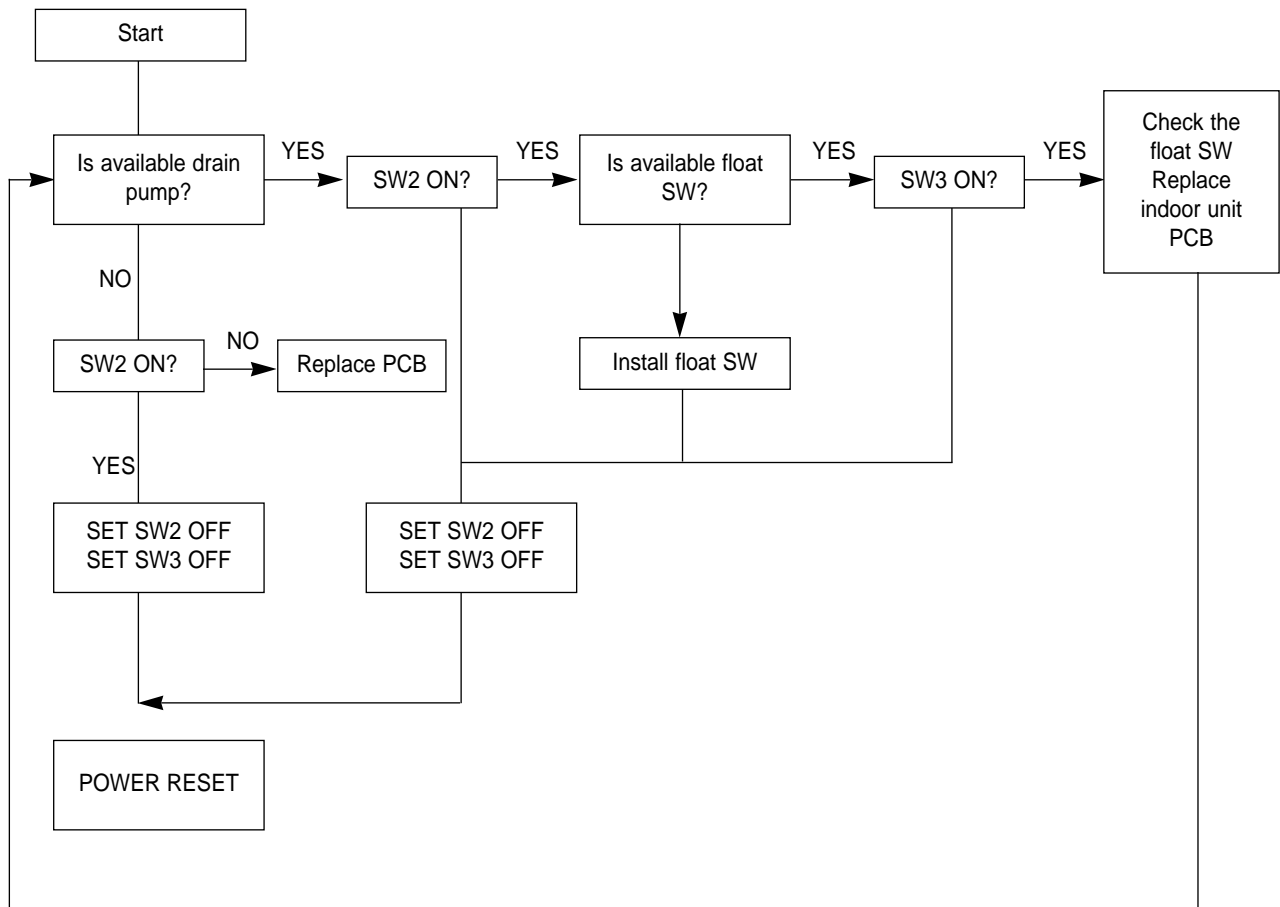 Start
Is available drain
pump?
YES
SW2 ON?
YES
Is available float
SW?
YES
SW3 ON?
YES
Check the
float SW
Replace
indoor unit
PCB
NO
SW2 ON?
NO
Replace PCB
Install float SW
YES
SET SW2 OFF
SET SW3 OFF
SET SW2 OFF
SET SW3 OFF
POWER RESET